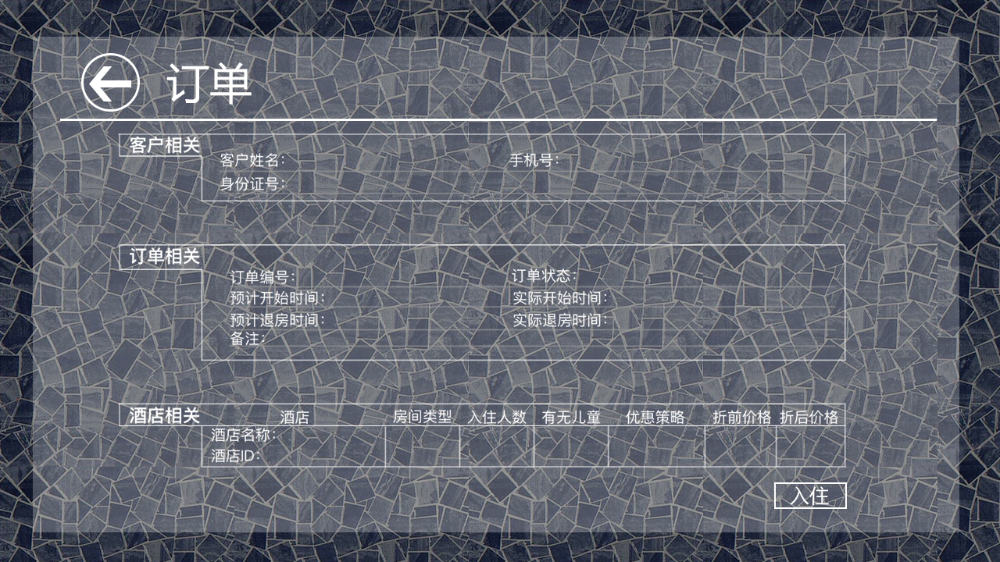 订单
客户相关
客户姓名： 手机号：
身份证号：
订单相关
订单编号： 订单状态：
预计开始时间： 实际开始时间：
预计退房时间： 实际退房时间：
备注：
酒店相关 酒店 房间类型 入住人数 有无儿童 优惠策略 折前价格 折后价格
酒店名称：
酒店ID：
入住